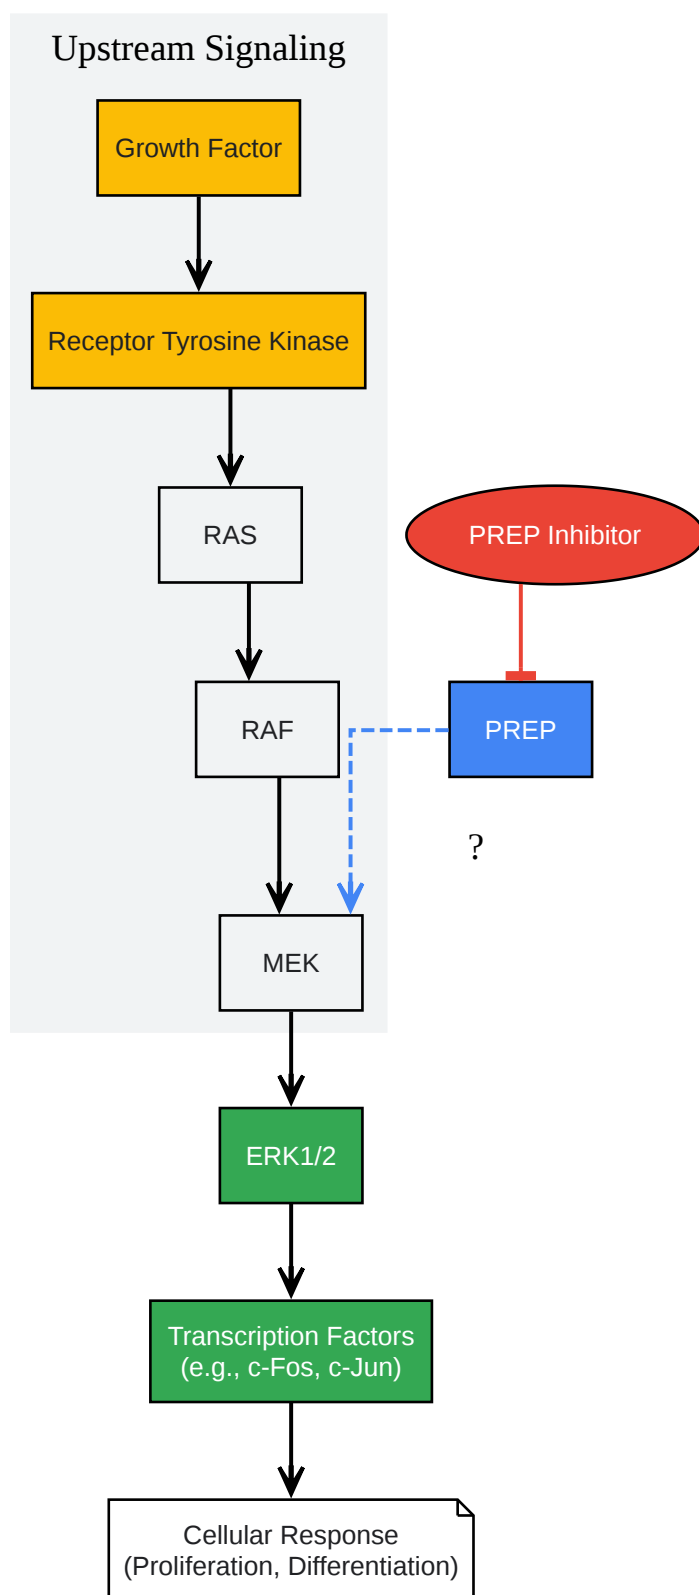 Upstream Signaling
Growth Factor
Receptor Tyrosine Kinase
RAS
PREP Inhibitor
RAF
PREP
?
MEK
ERK1/2
Transcription Factors
(e.g., c-Fos, c-Jun)
Cellular Response
(Proliferation, Differentiation)